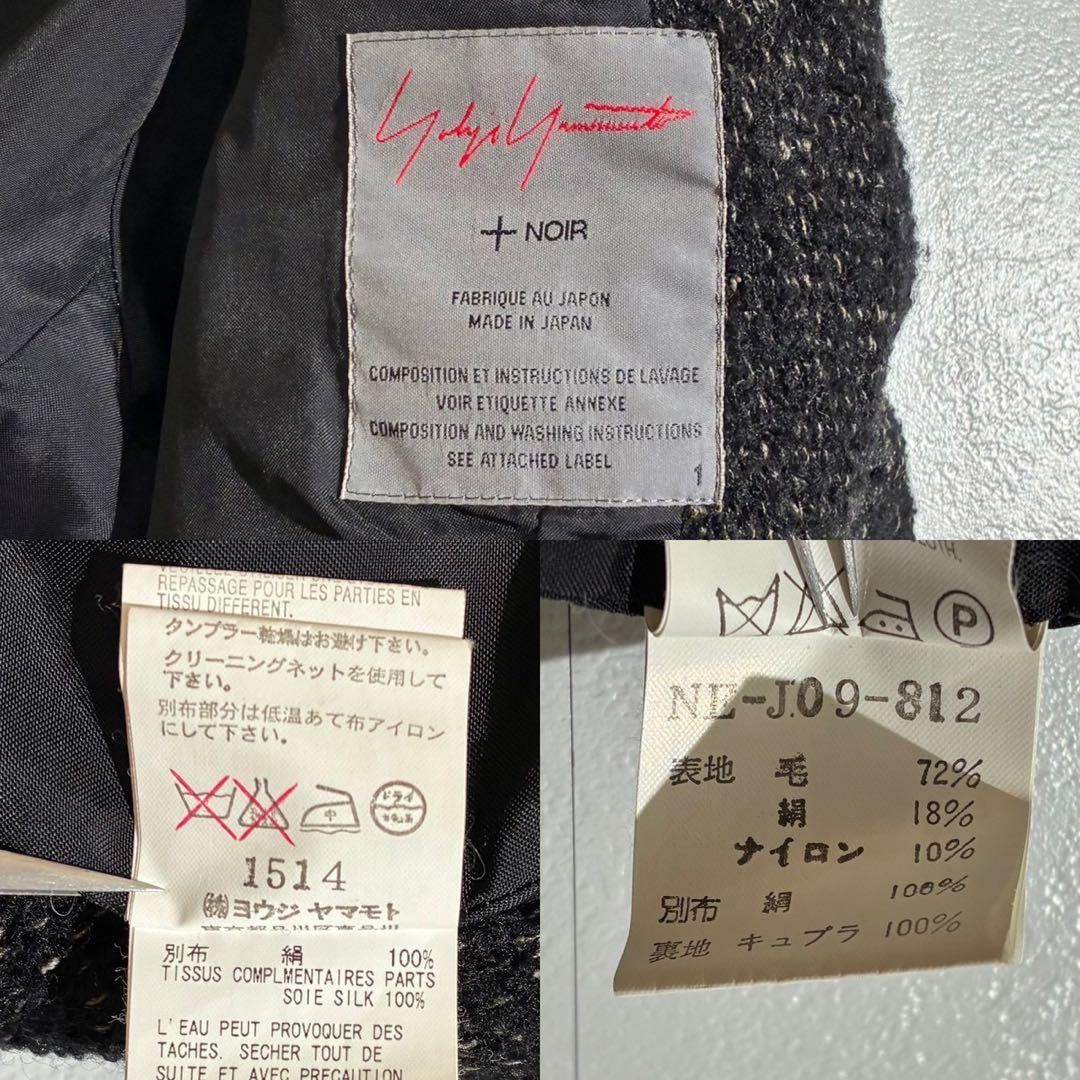 Yohji Yamamoto
+ NOIR
FABRIQUE AU JAPON
MADE IN JAPAN
COMPOSITION ET INSTRUCTIONS DE LAVAGE
VOIR ETIQUETTE ANNEXE
COMPOSITION AND WASHING INSTRUCTIONS
SEE ATTACHED LABEL
1
REPASSAGE POUR LES PARTIES EN
TISSU DIFFERENT.
タンブラー乾燥はお避け下さい。
クリーニングネットを使用して
下さい。
別布部分は低温あて布アイロン
にして下さい。
中
ドライ
1514
㈱ヨウジ ヤマモト
別布 絹 100%
TISSUS COMPLMENTAIRES PARTS
SOIE SILK 100%
L'EAU PEUT PROVOQUER DES
TACHES. SECHER TOUT DE
SUITE ET AVEC PRECAUTION
P
NE-J09-812
表地 毛 72%
絹 18%
ナイロン 10%
別布 絹 100%
裏地 キュプラ 100%